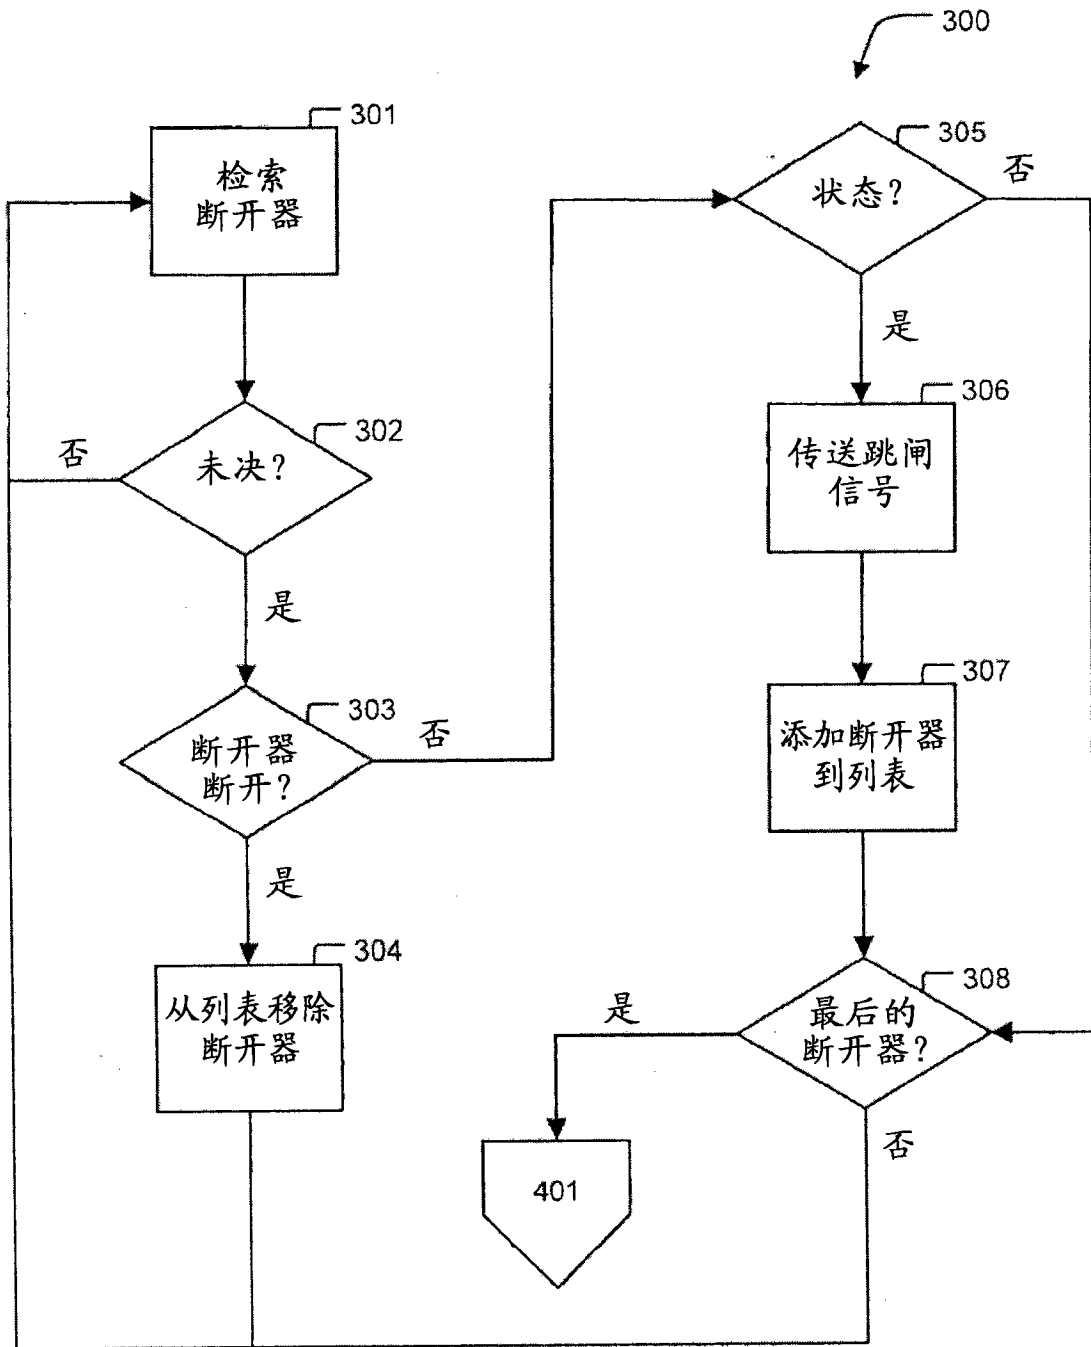 300
301
检索
断开器
302
未决?
否
是
303
断开器
断开?
否
是
304
从列表移除
断开器
305
状态?
否
是
306
传送跳闸
信号
307
添加断开器
到列表
308
最后的
断开器?
是
否
401